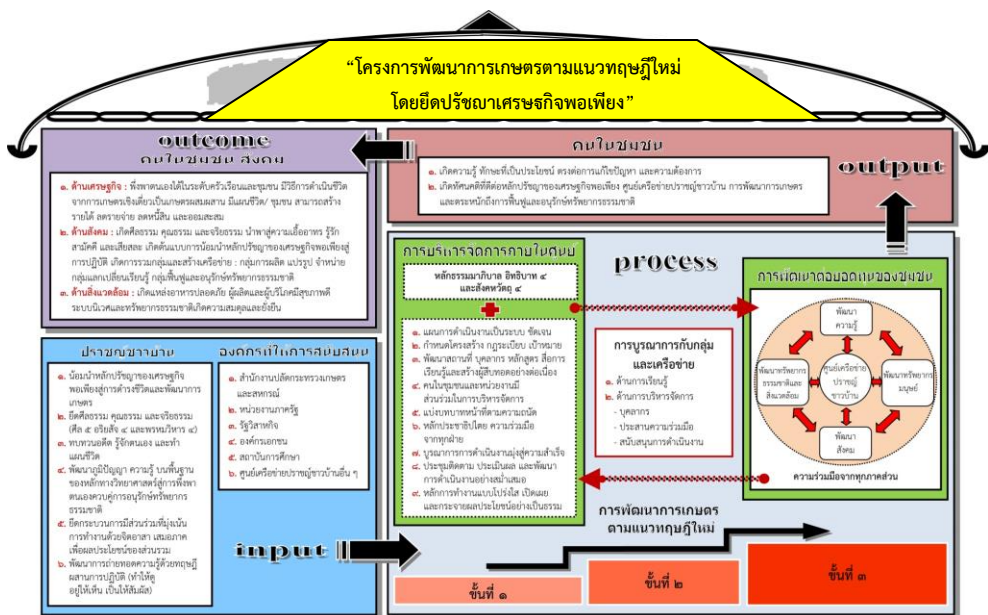 “โครงการพัฒนาการเกษตรตามแนวทฤษฎีใหม่
โดยยึดปรัชญาเศรษฐกิจพอเพียง”
outcome
คนในชุมชน สังคม
๑. ด้านเศรษฐกิจ : พึ่งพาตนเองได้ในระดับครัวเรือนและชุมชน มีวิธีการดำเนินชีวิต
จากการเกษตรเชิงเดี่ยวเป็นเกษตรผสมผสาน มีแผนชีวิต/ ชุมชน สามารถสร้าง
รายได้ ลดรายจ่าย ลดหนี้สิน และออมสะสม
๒. ด้านสังคม : เกิดศีลธรรม คุณธรรม และจริยธรรม นำพาสู่ความเอื้ออาทร รู้รัก
สามัคคี และเสียสละ เกิดต้นแบบการน้อมนำหลักปรัชญาของเศรษฐกิจพอเพียงสู่
การปฏิบัติ เกิดการรวมกลุ่มและสร้างเครือข่าย : กลุ่มการผลิต แปรรูป จำหน่าย
กลุ่มแลกเปลี่ยนเรียนรู้ กลุ่มฟื้นฟูและอนุรักษ์ทรัพยากรธรรมชาติ
๓. ด้านสิ่งแวดล้อม : เกิดแหล่งอาหารปลอดภัย ผู้ผลิตและผู้บริโภคมีสุขภาพดี
ระบบนิเวศและทรัพยากรธรรมชาติเกิดความสมดุลและยั่งยืน
คนในชุมชน
output
๑. เกิดความรู้ ทักษะที่เป็นประโยชน์ ตรงต่อการแก้ไขปัญหา และความต้องการ
๒. เกิดทัศนคติที่ดีต่อหลักปรัชญาของเศรษฐกิจพอเพียง ศูนย์เครือข่ายปราชญ์ชาวบ้าน การพัฒนาการเกษตร
และตระหนักถึงการฟื้นฟูและอนุรักษ์ทรัพยากรธรรมชาติ
ปราชญ์ชาวบ้าน
๑. น้อมนำหลักปรัชญาของเศรษฐกิจ
พอเพียงสู่การดำรงชีวิตและพัฒนาการ
เกษตร
๒. ยึดศีลธรรม คุณธรรม และจริยธรรม
(ศีล ๕ อริยสัจ ๔ และพรหมวิหาร ๔)
๓. ทบทวนอดีต รู้จักตนเอง และทำ
แผนชีวิต
๔. พัฒนาภูมิปัญญา ความรู้ บนพื้นฐาน
ของหลักทางวิทยาศาสตร์สู่การพึ่งพา
ตนเองควบคู่การอนุรักษ์ทรัพยากร
ธรรมชาติ
๕. ยึดกระบวนการมีส่วนร่วมที่มุ่งเน้น
การทำงานด้วยจิตอาสา เสมอภาค
เพื่อผลประโยชน์ของส่วนรวม
๖. พัฒนาการถ่ายทอดความรู้ด้วยทฤษฎี
ผสานการปฏิบัติ (ทำให้ดู
อยู่ให้เห็น เป็นให้สัมผัส)
องค์กรที่ให้การสนับสนุน
๑. สำนักงานปลัดกระทรวงเกษตร
และสหกรณ์
๒. หน่วยงานภาครัฐ
๓. รัฐวิสาหกิจ
๔. องค์กรเอกชน
๕. สถาบันการศึกษา
๖. ศูนย์เครือข่ายปราชญ์ชาวบ้านอื่น ๆ
input
process
การบริหารจัดการภายในศูนย์
หลักธรรมมาภิบาล อิทธิบาท ๔
และสังคหวัตถุ ๔
๑. แผนการดำเนินงานเป็นระบบ ชัดเจน
๒. กำหนดโครงสร้าง กฎระเบียบ เป้าหมาย
๓. พัฒนาสถานที่ บุคลากร หลักสูตร สื่อการ
เรียนรู้และสร้างผู้สืบทอดอย่างต่อเนื่อง
๔. คนในชุมชนและหน่วยงานมี
ส่วนร่วมในการบริหารจัดการ
๕. แบ่งบทบาทหน้าที่ตามความถนัด
๖. หลักประชาธิปไตย ความร่วมมือ
จากทุกฝ่าย
๗. บูรณาการการดำเนินงานมุ่งสู่ความสำเร็จ
๘. ประชุมติดตาม ประเมินผล และพัฒนา
การดำเนินงานอย่างสม่ำเสมอ
๙. หลักการทำงานแบบโปร่งใส เปิดเผย
และกระจายผลประโยชน์อย่างเป็นธรรม
การบูรณาการกับกลุ่ม
และเครือข่าย
๑. ด้านการเรียนรู้
๒. ด้านการบริหารจัดการ
- บุคลากร
- ประสานความร่วมมือ
- สนับสนุนการดำเนินงาน
การพัฒนาต่อยอดทุนของชุมชน
พัฒนา
ความรู้
พัฒนาทรัพยากร
ธรรมชาติและ
สิ่งแวดล้อม
ศูนย์เครือข่าย
ปราชญ์
ชาวบ้าน
พัฒนาทรัพยากร
มนุษย์
พัฒนา
สังคม
ความร่วมมือจากทุกภาคส่วน
การพัฒนาการเกษตร
ตามแนวทฤษฎีใหม่
ขั้นที่ ๑
ขั้นที่ ๒
ขั้นที่ ๓